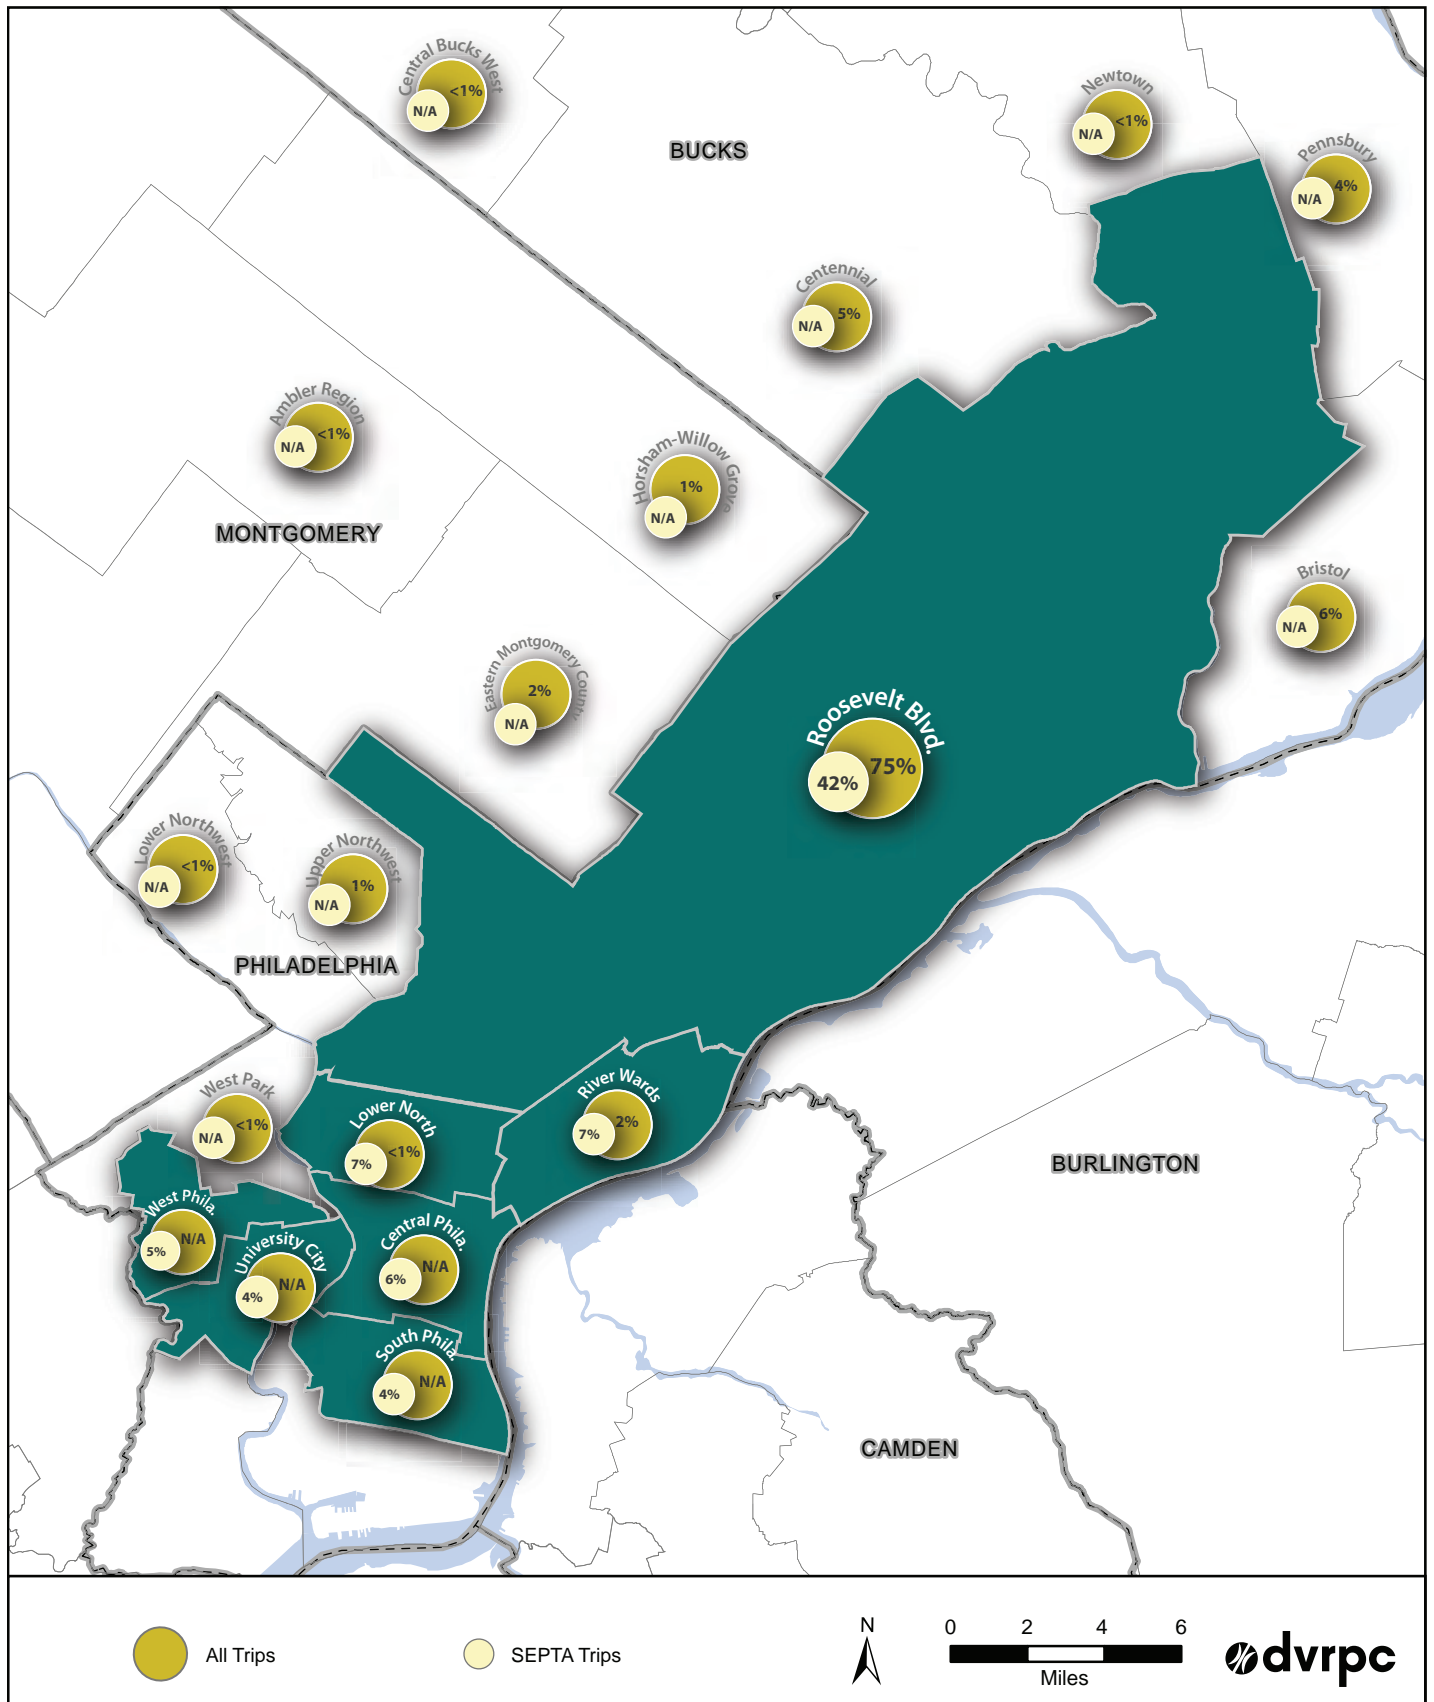 Central Bucks West
<1%
N/A
BUCKS
Newtown
<1%
N/A
Pennsbury
4%
N/A
Centennial
5%
N/A
Ambler Region
<1%
N/A
MONTGOMERY
Horsham-Willow Grove
1%
N/A
Bristol
6%
N/A
Eastern Montgomery County
2%
N/A
Roosevelt Blvd.
75%
42%
Lower Northwest
<1%
N/A
Upper Northwest
1%
N/A
PHILADELPHIA
West Park
<1%
N/A
Lower North
<1%
7%
River Wards
2%
7%
BURLINGTON
West Phila.
N/A
5%
University City
N/A
4%
Central Phila.
N/A
6%
South Phila.
N/A
4%
CAMDEN
All Trips
SEPTA Trips
N
0 2 4 6
Miles
dvrpc